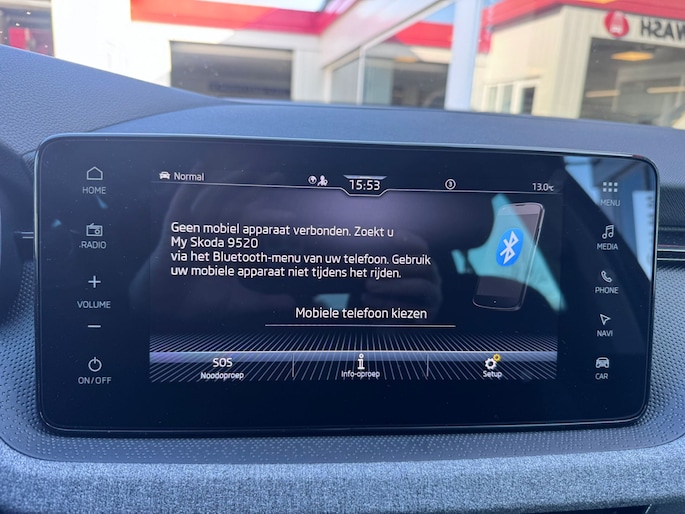 WASH
HOME
RADIO
VOLUME
ON/OFF
Normal
15:53
3
13.0°C
Geen mobiel apparaat verbonden. Zoekt u
My Skoda 9520
via het Bluetooth-menu van uw telefoon. Gebruik
uw mobiele apparaat niet tijdens het rijden.
Mobiele telefoon kiezen
SOS
Noodoproep
Info-oproep
Setup
MENU
MEDIA
PHONE
NAVI
CAR